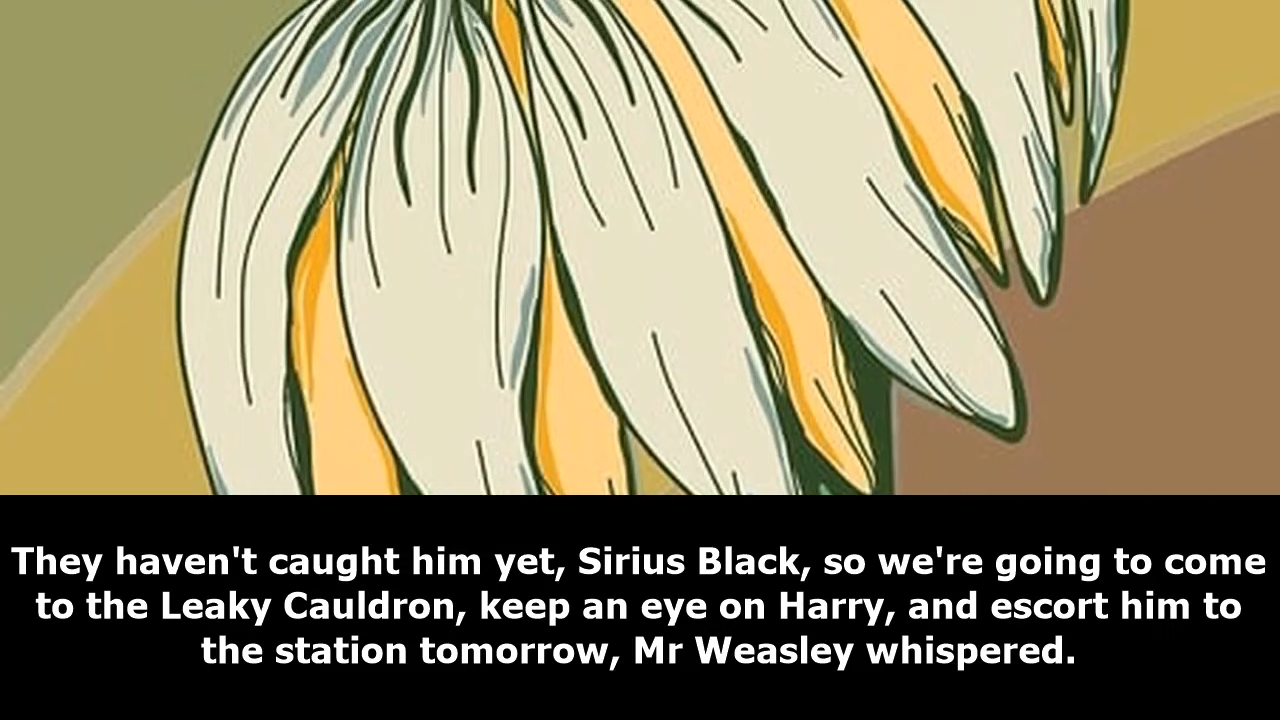 They haven't caught him yet, Sirius Black, so we're going to come
to the Leaky Cauldron, keep an eye on Harry, and escort him to
the station tomorrow, Mr Weasley whispered.